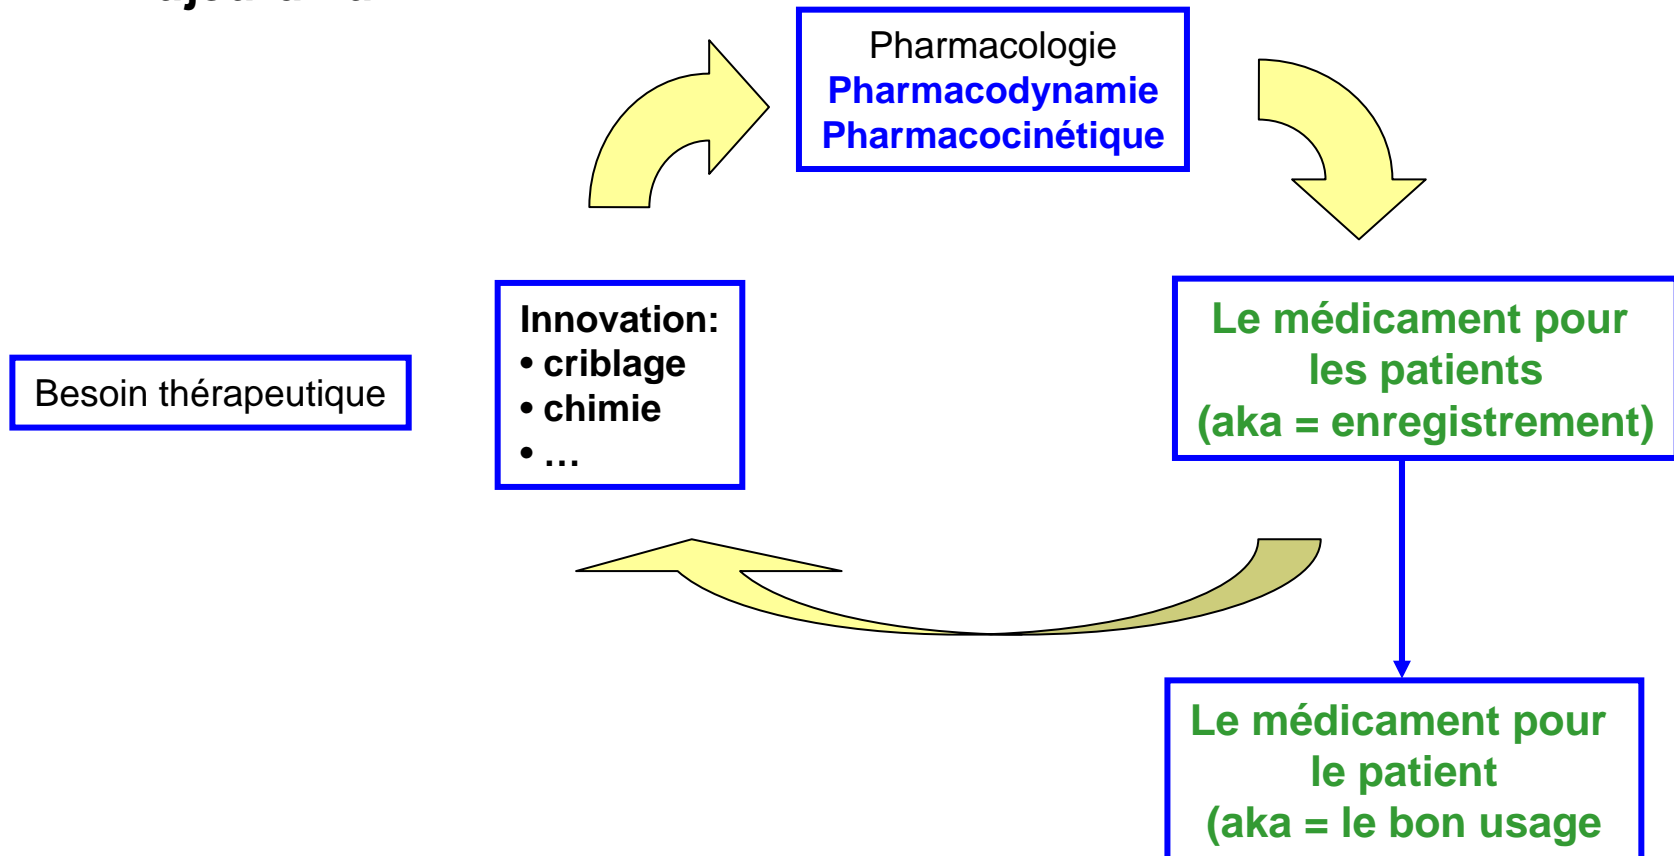 Pharmacologie
Pharmacodynamie
Pharmacocinétique
Besoin thérapeutique
Innovation:
• criblage
• chimie
• …
Le médicament pour
les patients
(aka = enregistrement)
Le médicament pour
le patient
(aka = le bon usage